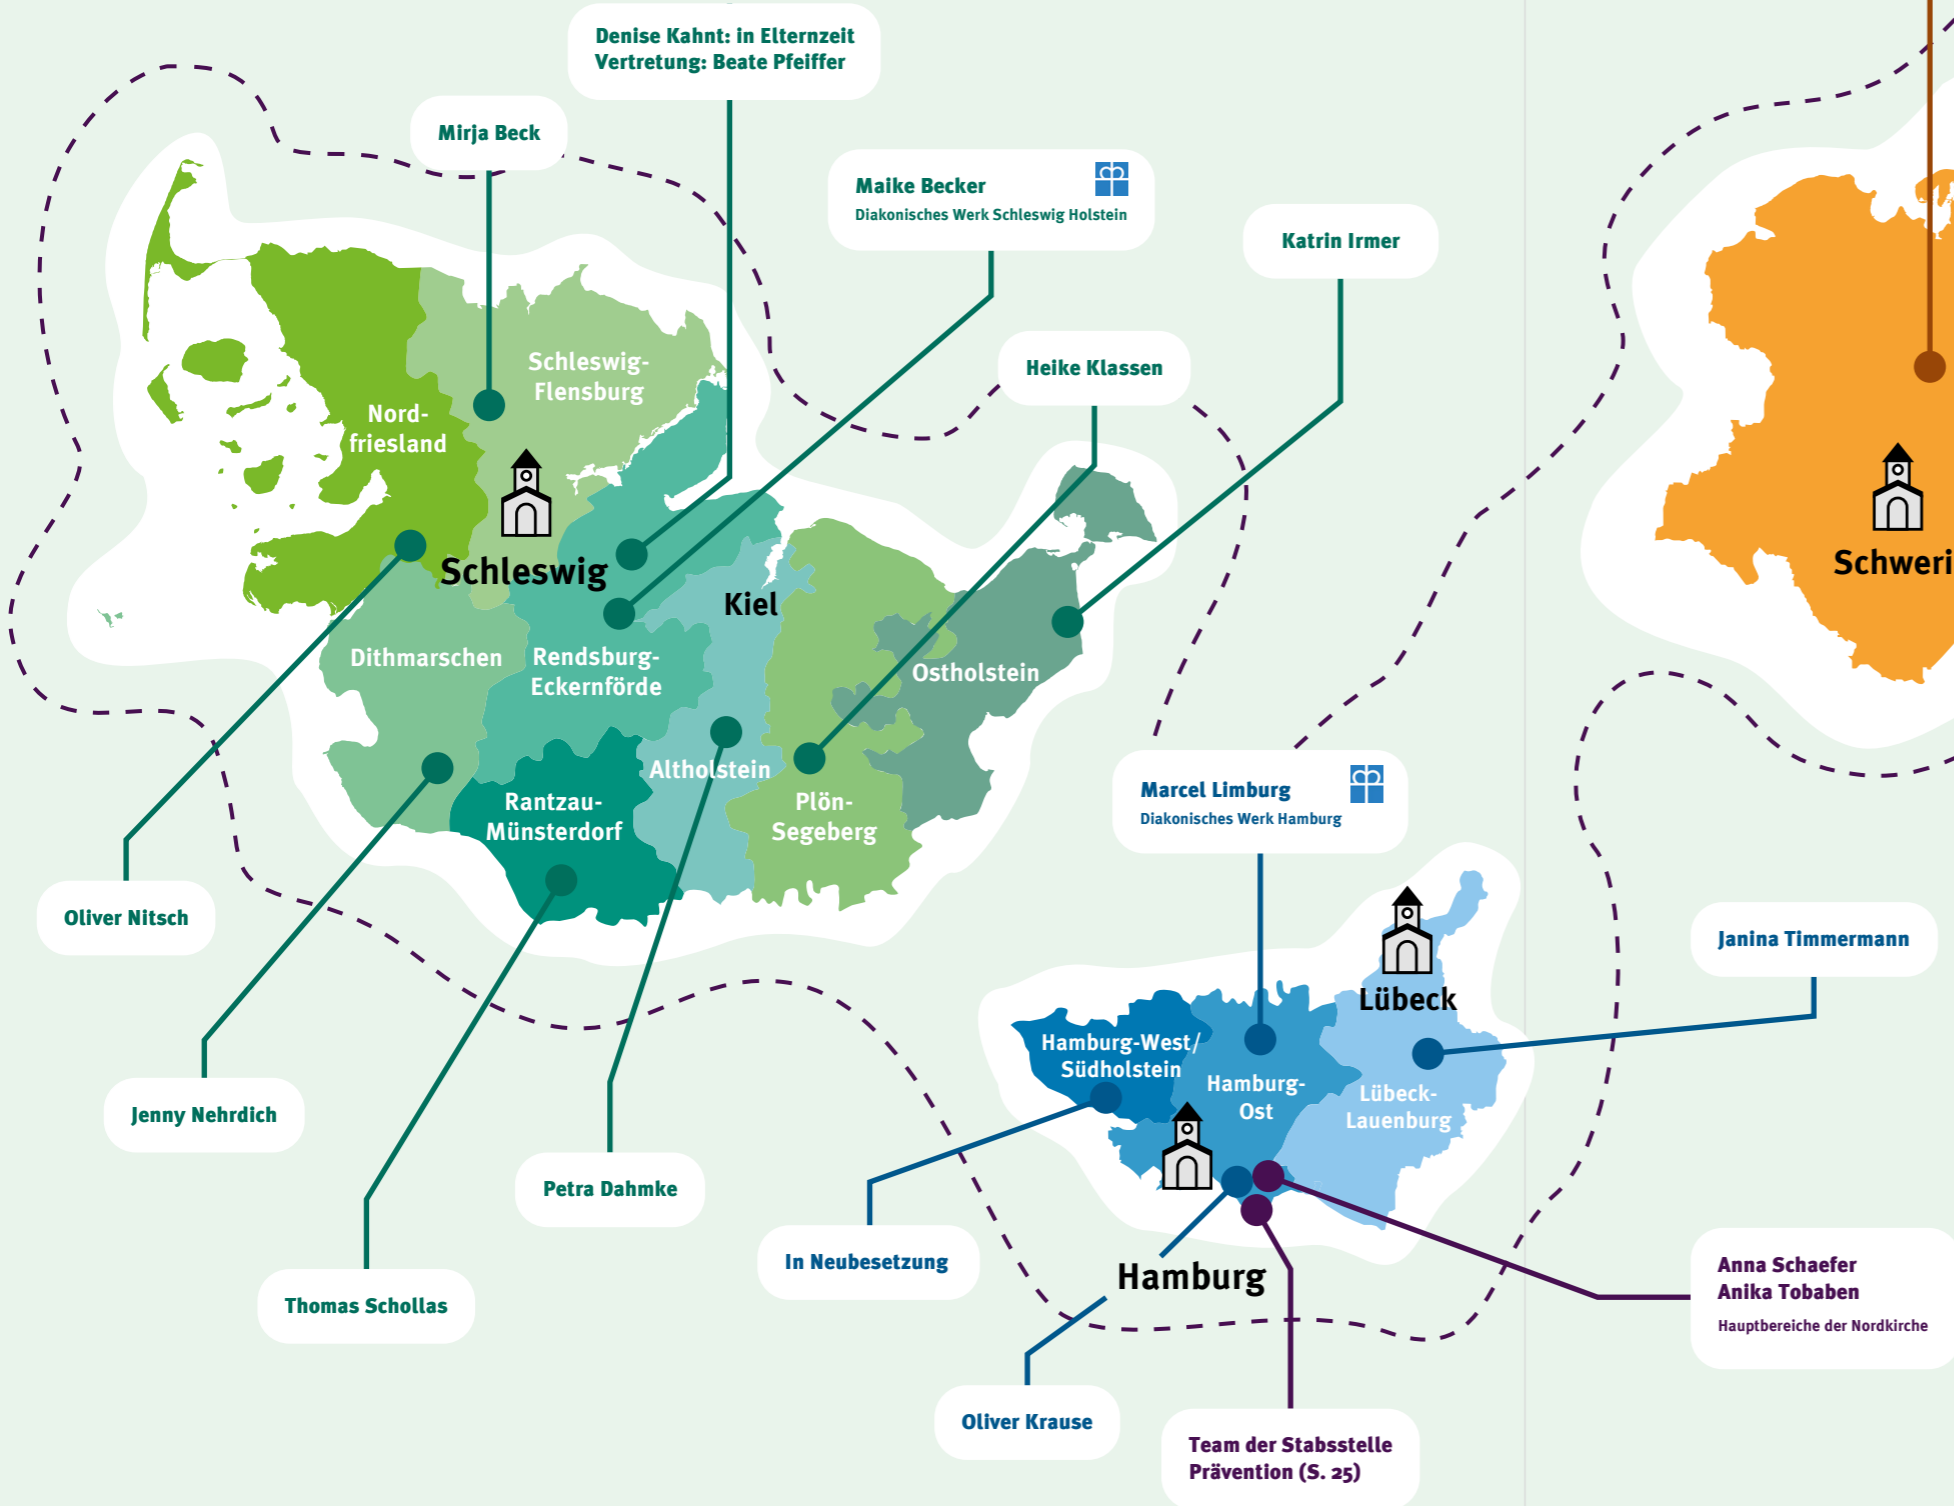 Denise Kahnt: in Elternzeit
Vertretung: Beate Pfeiffer
Mirja Beck
Maike Becker
Diakonisches Werk Schleswig Holstein
Katrin Irmer
Heike Klassen
Schleswig-
Flensburg
Nord-
friesland
Schleswig
Kiel
Schweri
Dithmarschen
Rendsburg-
Eckernförde
Ostholstein
Altholstein
Rantzau-
Münsterdorf
Plön-
Segeberg
Marcel Limburg
Diakonisches Werk Hamburg
Oliver Nitsch
Janina Timmermann
Lübeck
Hamburg-West/
Südholstein
Hamburg-
Ost
Lübeck-
Lauenburg
Jenny Nehrdich
Petra Dahmke
In Neubesetzung
Hamburg
Thomas Schollas
Anna Schaefer
Anika Tobaben
Hauptbereiche der Nordkirche
Oliver Krause
Team der Stabsstelle
Prävention (S. 25)